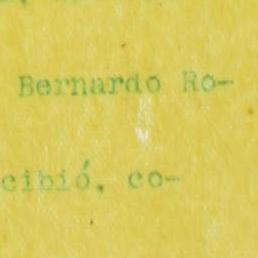 Bernardo Ro-
cibió, co-